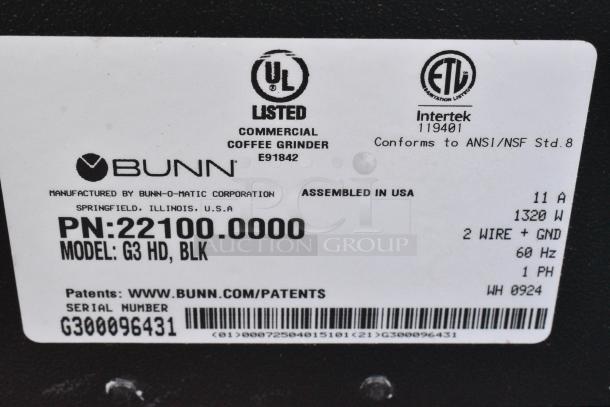 UL
®
LISTED
COMMERCIAL
COFFEE GRINDER
E91842
ETL
SANITATION LISTED
Intertek
119401
Conforms to ANSI/NSF Std.8
BUNN®
MANUFACTURED BY BUNN-O-MATIC CORPORATION
SPRINGFIELD, ILLINOIS, U.S.A
ASSEMBLED IN USA
PN:22100.0000
MODEL: G3 HD, BLK
11 A
1320 W
2 WIRE + GND
60 Hz
1 PH
WH 0924
Patents: WWW.BUNN.COM/PATENTS
SERIAL NUMBER
G300096431
(01)00072504015101(21)G300096431
PCI
AUCTION GROUP